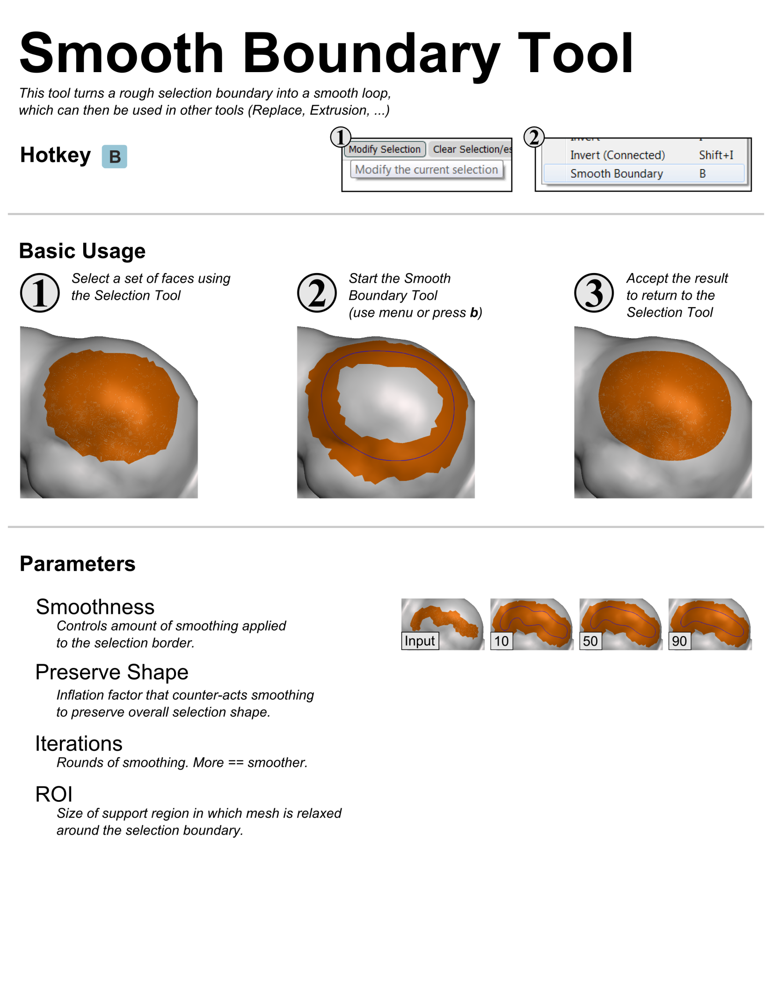 Smooth Boundary Tool
This tool turns a rough selection boundary into a smooth loop,
which can then be used in other tools (Replace, Extrusion, ...)
Hotkey B
1
Modify Selection Clear Selection/es
Modify the current selection
2
Invert (Connected) Shift+I
Smooth Boundary B
Basic Usage
1
Select a set of faces using
the Selection Tool
2
Start the Smooth
Boundary Tool
(use menu or press b)
3
Accept the result
to return to the
Selection Tool
Parameters
Smoothness
Controls amount of smoothing applied
to the selection border.
Input 10 50 90
Preserve Shape
Inflation factor that counter-acts smoothing
to preserve overall selection shape.
Iterations
Rounds of smoothing. More == smoother.
ROI
Size of support region in which mesh is relaxed
around the selection boundary.